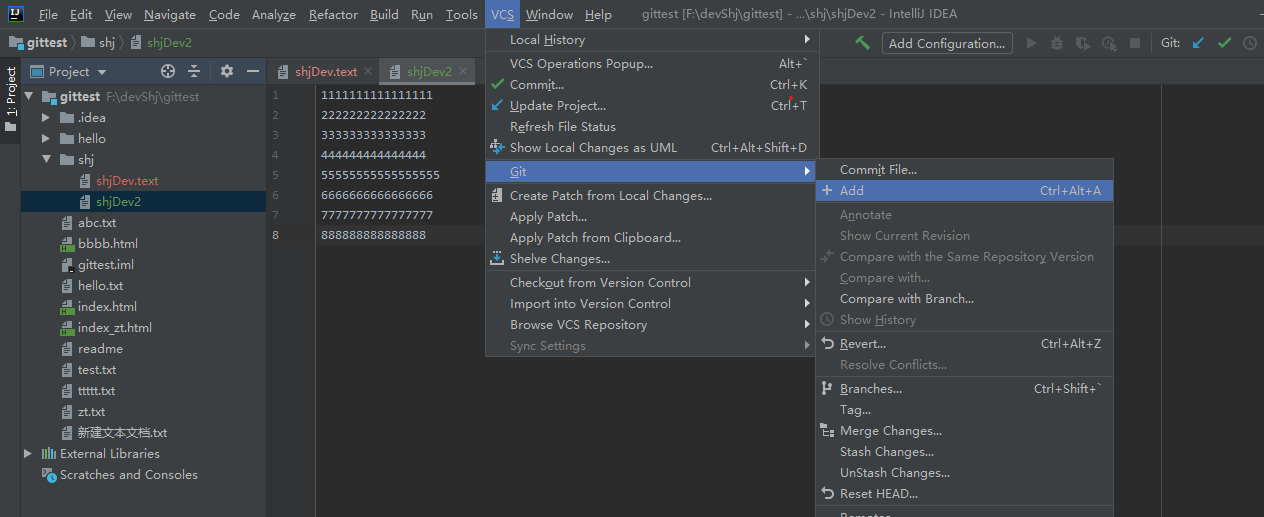 File Edit View Navigate Code Analyze Refactor Build Run Tools VCS Window Help gittest [F:\devShj\gittest] - ...\shj\shjDev2 - IntelliJ IDEA
gittest shj shjDev2
Add Configuration...
Git:
1: Project
Project
gittest F:\devShj\gittest
.idea
hello
shj
shjDev.text
shjDev2
abc.txt
bbbb.html
gittest.iml
hello.txt
index.html
index_zt.html
readme
test.txt
ttttt.txt
zt.txt
新建文本文档.txt
External Libraries
Scratches and Consoles
shjDev.text shjDev2
1 1111111111111111
2 222222222222222
3 333333333333333
4 444444444444444
5 55555555555555555
6 6666666666666666
7 7777777777777777
8 888888888888888
Local History
VCS Operations Popup... Alt+`
Commit... Ctrl+K
Update Project... Ctrl+T
Refresh File Status
Show Local Changes as UML Ctrl+Alt+Shift+D
Git
Create Patch from Local Changes...
Apply Patch...
Apply Patch from Clipboard...
Shelve Changes...
Checkout from Version Control
Import into Version Control
Browse VCS Repository
Sync Settings
Commit File...
Add Ctrl+Alt+A
Annotate
Show Current Revision
Compare with the Same Repository Version
Compare with...
Compare with Branch...
Show History
Revert... Ctrl+Alt+Z
Resolve Conflicts...
Branches... Ctrl+Shift+`
Tag...
Merge Changes...
Stash Changes...
UnStash Changes...
Reset HEAD...